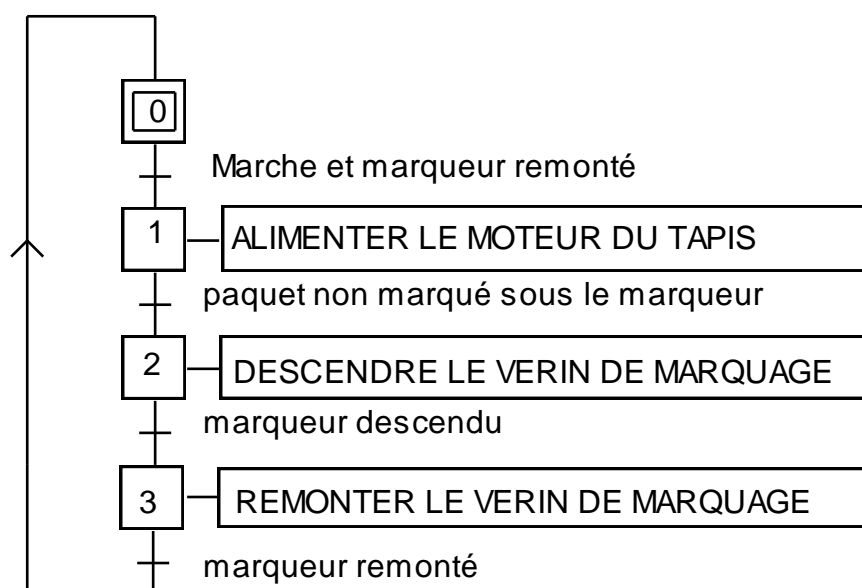 0
Marche et marqueur remonté
1 ALIMENTER LE MOTEUR DU TAPIS
paquet non marqué sous le marqueur
2 DESCENDRE LE VERIN DE MARQUAGE
marqueur descendu
3 REMONTER LE VERIN DE MARQUAGE
marqueur remonté